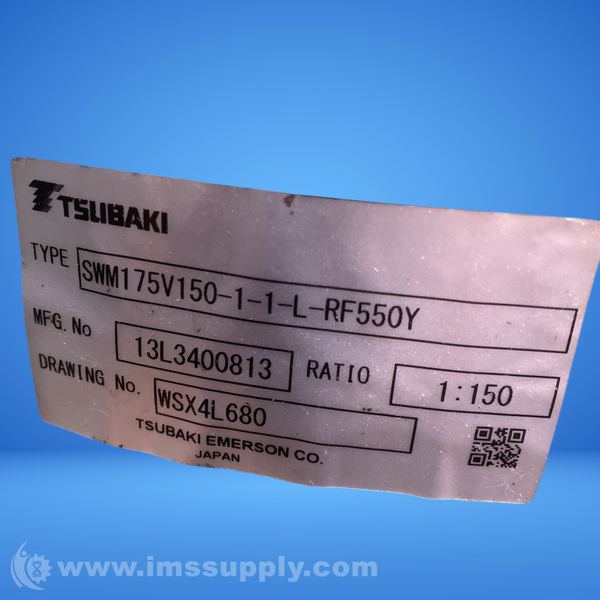 TSUBAKI
TYPE SWM175V150-1-1-L-RF550Y
MFG. No 13L3400813 RATIO 1:150
DRAWING No. WSX4L680
TSUBAKI EMERSON CO.
JAPAN
www.imssupply.com